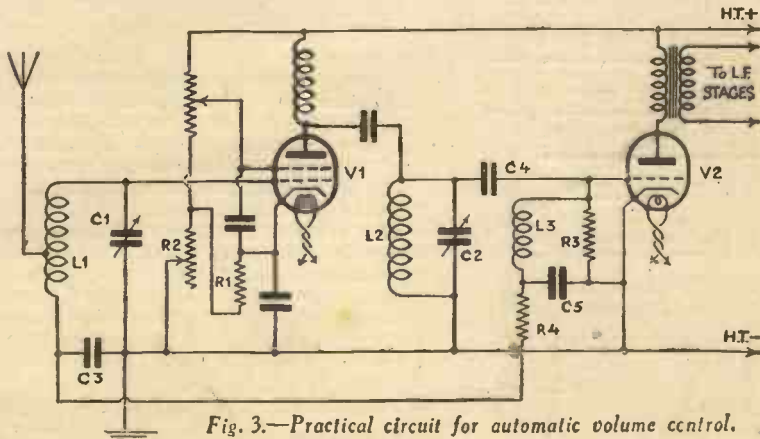 H.T.+
To L.F.
STAGES
V1
V2
C4
C1
R2
L1
L2
C2
L3
R3
R1
C5
R4
C3
H.T.-
Fig. 3.—Practical circuit for automatic volume control.